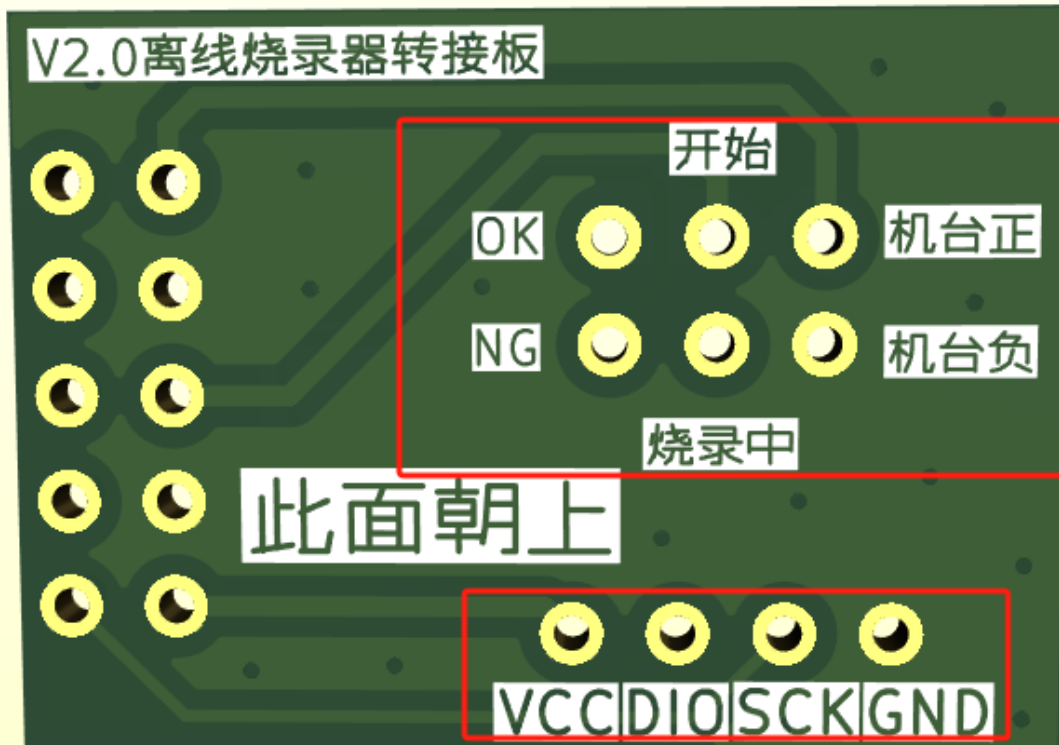 V2.0离线烧录器转接板
开始
OK
机台正
NG
机台负
烧录中
此面朝上
VCC DIO SCK GND